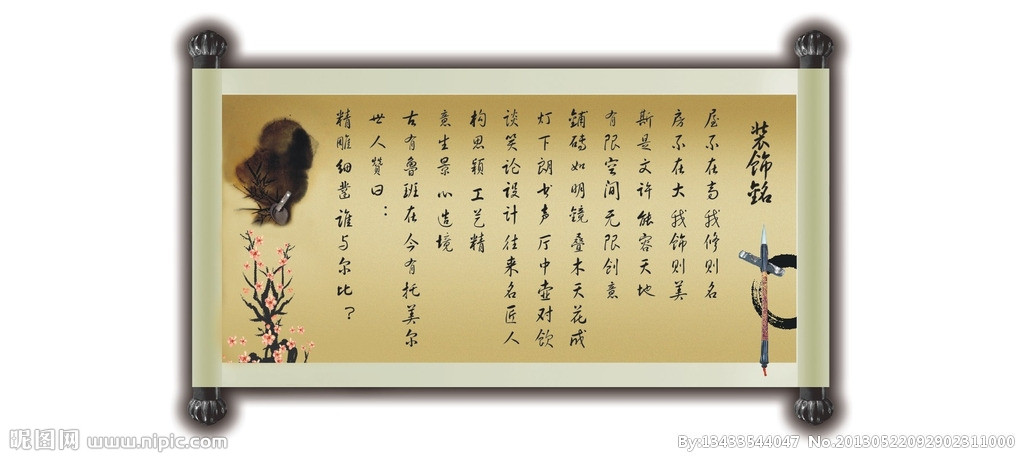 装饰銘
屋不在高我修则名
房不在大我饰则美
斯是文许能容天地
有限空间无限创意
鋪砖如明镜叠木天花成
灯下朗书声厅中壶对饮
谈笑论设计往来名匠人
构思颖工艺精
意生景心造境
古有鲁班在今有托美尔
世人赞曰：
精雕细凿谁与尔比？
昵图网 www.nipic.com
By:13433544047 No.20130522092902311000